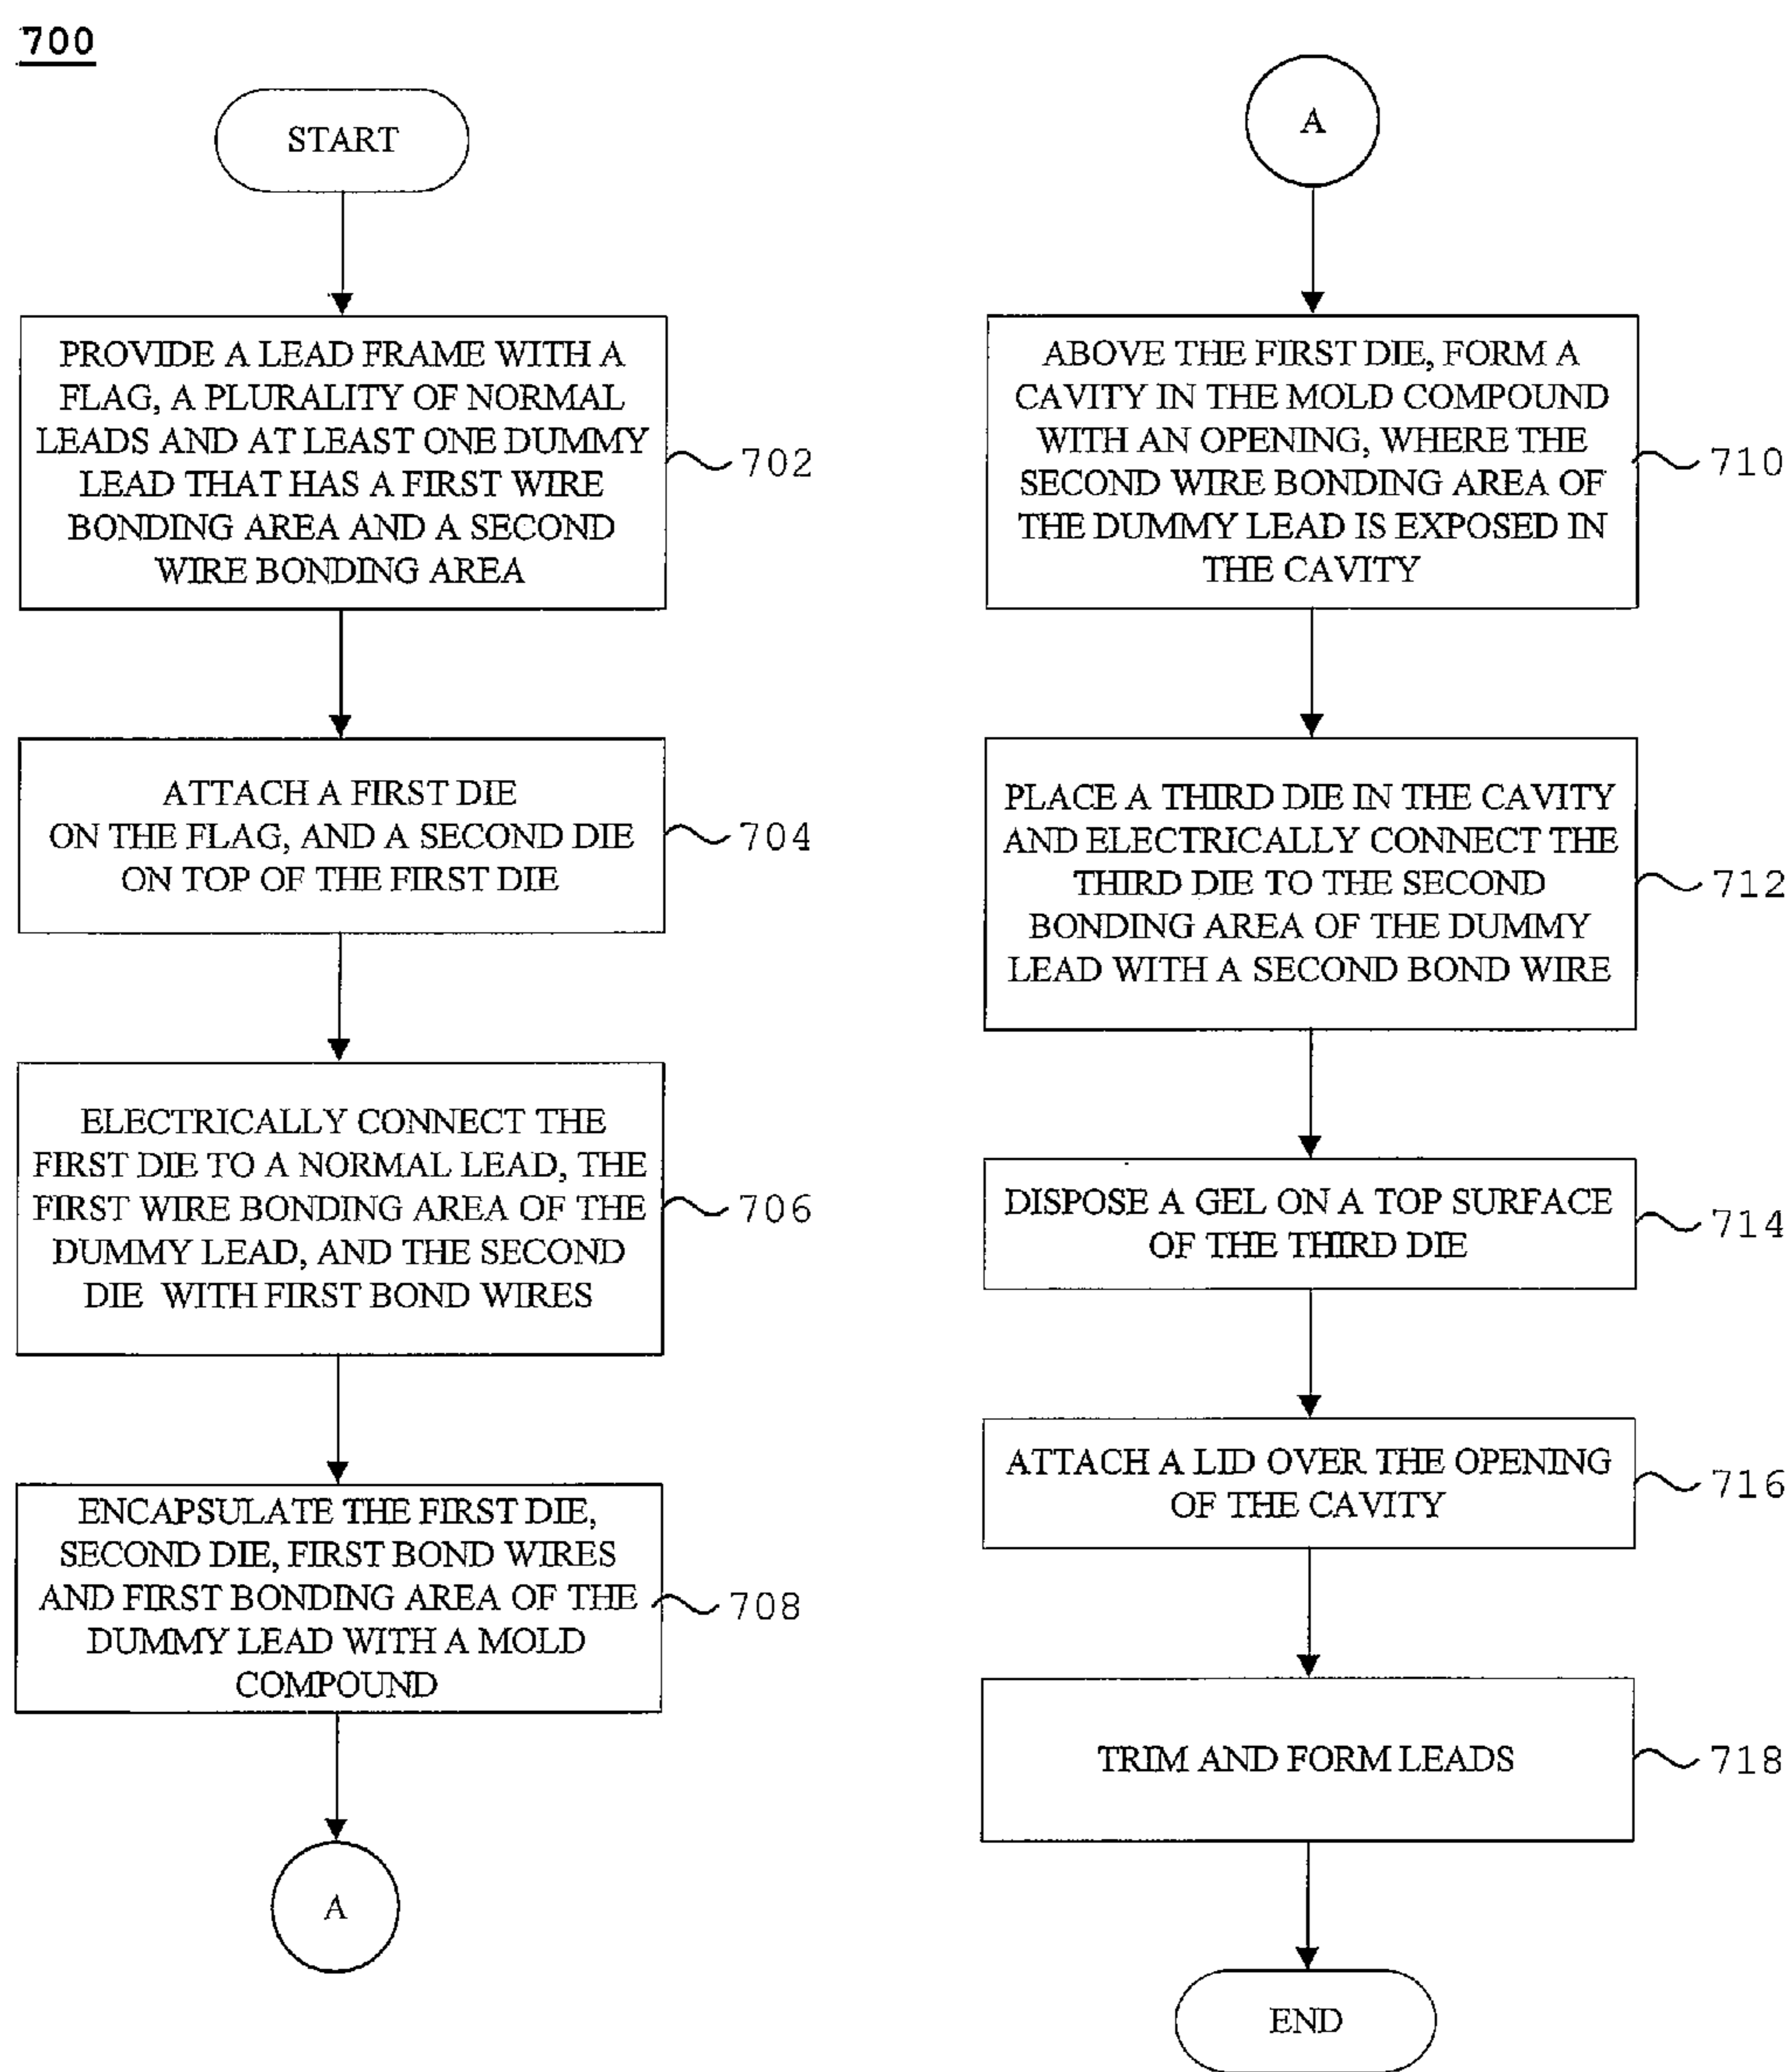 700
START
PROVIDE A LEAD FRAME WITH A
FLAG, A PLURALITY OF NORMAL
LEADS AND AT LEAST ONE DUMMY
LEAD THAT HAS A FIRST WIRE
BONDING AREA AND A SECOND
WIRE BONDING AREA
702
ATTACH A FIRST DIE
ON THE FLAG, AND A SECOND DIE
ON TOP OF THE FIRST DIE
704
ELECTRICALLY CONNECT THE
FIRST DIE TO A NORMAL LEAD, THE
FIRST WIRE BONDING AREA OF THE
DUMMY LEAD, AND THE SECOND
DIE WITH FIRST BOND WIRES
706
ENCAPSULATE THE FIRST DIE,
SECOND DIE, FIRST BOND WIRES
AND FIRST BONDING AREA OF THE
DUMMY LEAD WITH A MOLD
COMPOUND
708
A
A
ABOVE THE FIRST DIE, FORM A
CAVITY IN THE MOLD COMPOUND
WITH AN OPENING, WHERE THE
SECOND WIRE BONDING AREA OF
THE DUMMY LEAD IS EXPOSED IN
THE CAVITY
710
PLACE A THIRD DIE IN THE CAVITY
AND ELECTRICALLY CONNECT THE
THIRD DIE TO THE SECOND
BONDING AREA OF THE DUMMY
LEAD WITH A SECOND BOND WIRE
712
DISPOSE A GEL ON A TOP SURFACE
OF THE THIRD DIE
714
ATTACH A LID OVER THE OPENING
OF THE CAVITY
716
TRIM AND FORM LEADS
718
END